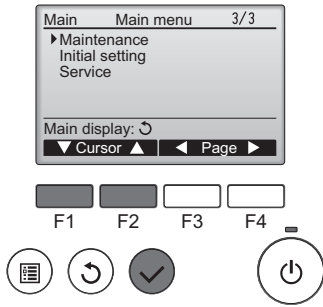 Main Main menu 3/3
Maintenance
Initial setting
Service
Main display:
Cursor Page
F1 F2 F3 F4